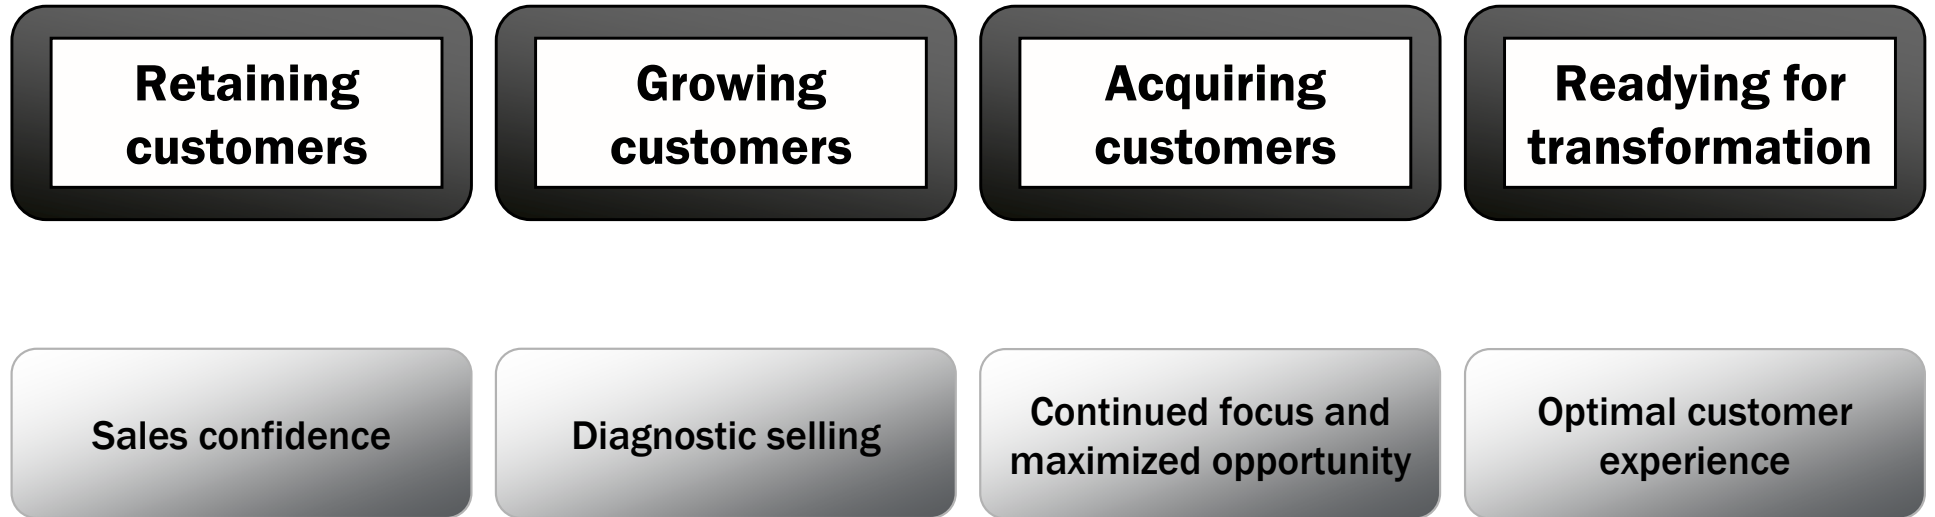 Retaining
customers
Growing
customers
Acquiring
customers
Readying for
transformation
Sales confidence
Diagnostic selling
Continued focus and
maximized opportunity
Optimal customer
experience